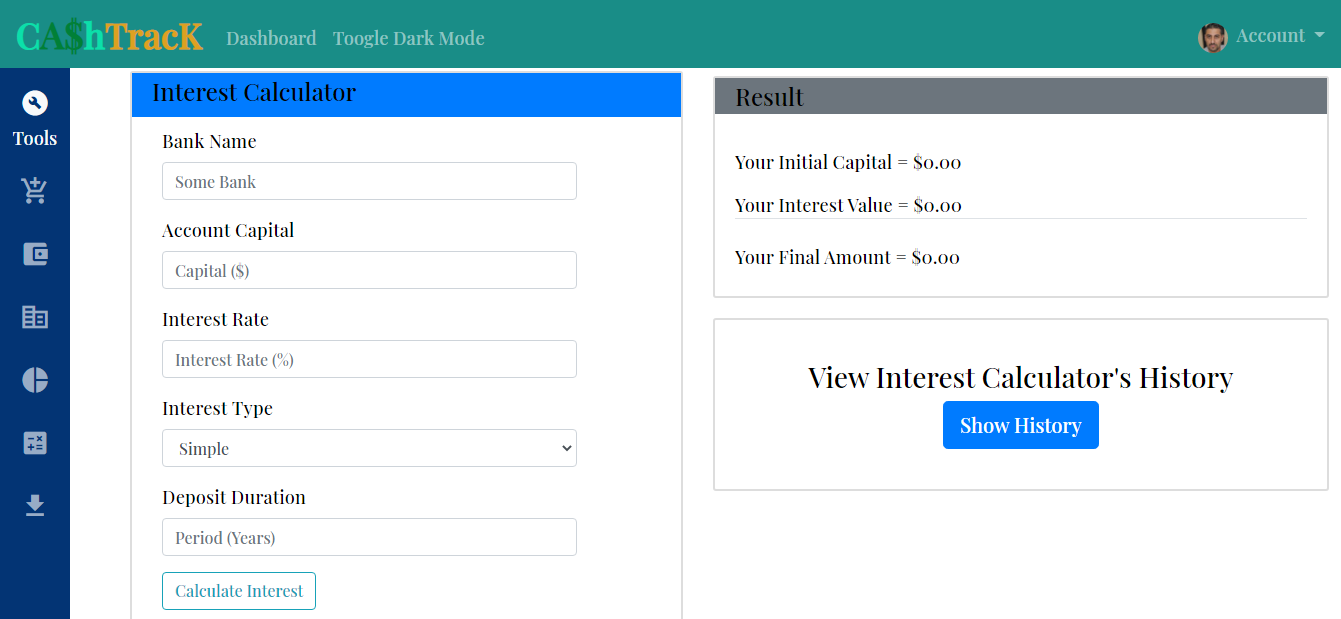 CA$hTracK Dashboard Toogle Dark Mode Account
Tools
Interest Calculator
Bank Name
Some Bank
Account Capital
Capital ($)
Interest Rate
Interest Rate (%)
Interest Type
Simple
Deposit Duration
Period (Years)
Calculate Interest
Result
Your Initial Capital = $0.00
Your Interest Value = $0.00
Your Final Amount = $0.00
View Interest Calculator's History
Show History